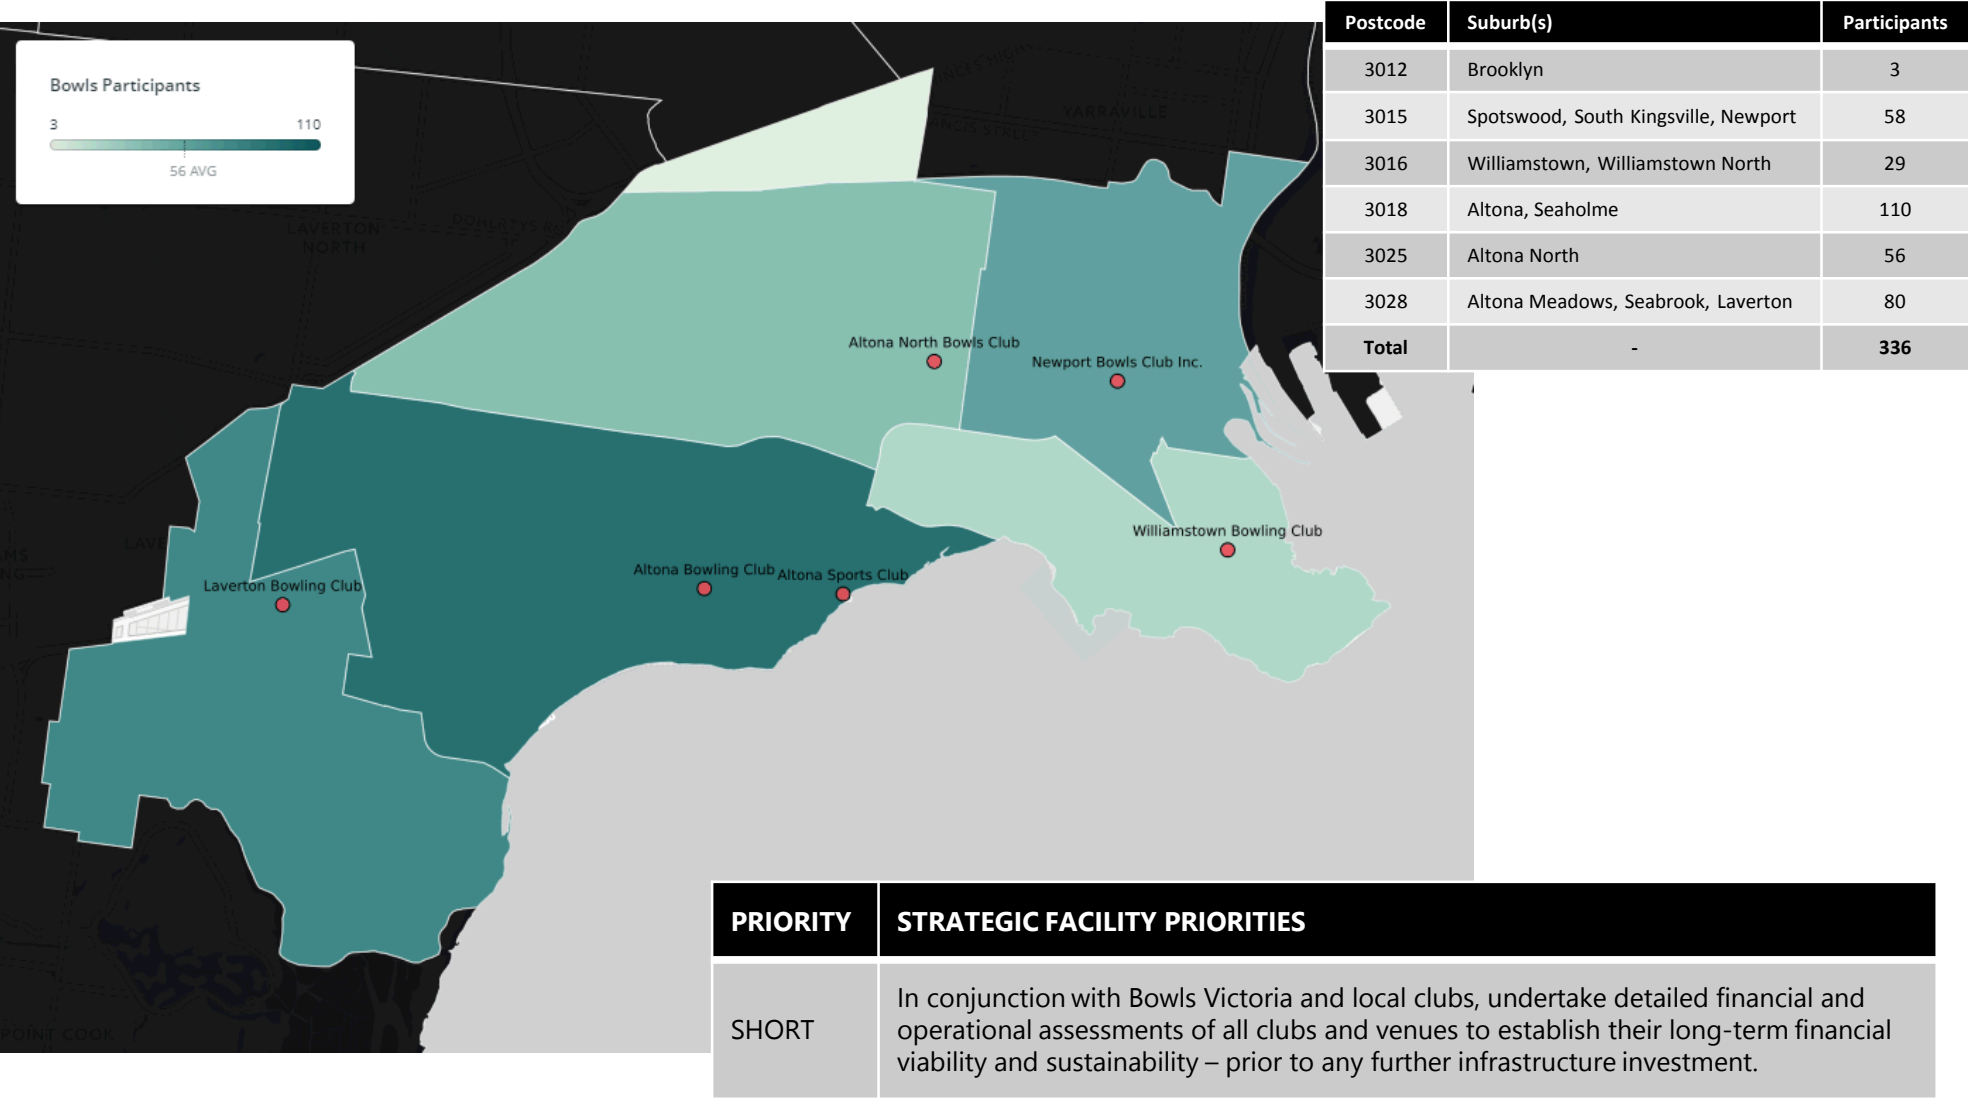 Bowls Participants
3 110
56 AVG
Postcode Suburb(s) Participants
3012 Brooklyn 3
3015 Spotswood, South Kingsville, Newport 58
3016 Williamstown, Williamstown North 29
3018 Altona, Seaholme 110
3025 Altona North 56
3028 Altona Meadows, Seabrook, Laverton 80
Total - 336
YARRAVILLE
LAVERTON
NORTH
Altona North Bowls Club
Newport Bowls Club Inc.
Williamstown Bowling Club
LAVE
Altona Bowling Club
Altona Sports Club
Laverton Bowling Club
POINT COOK
PRIORITY STRATEGIC FACILITY PRIORITIES
SHORT
In conjunction with Bowls Victoria and local clubs, undertake detailed financial and
operational assessments of all clubs and venues to establish their long-term financial
viability and sustainability – prior to any further infrastructure investment.